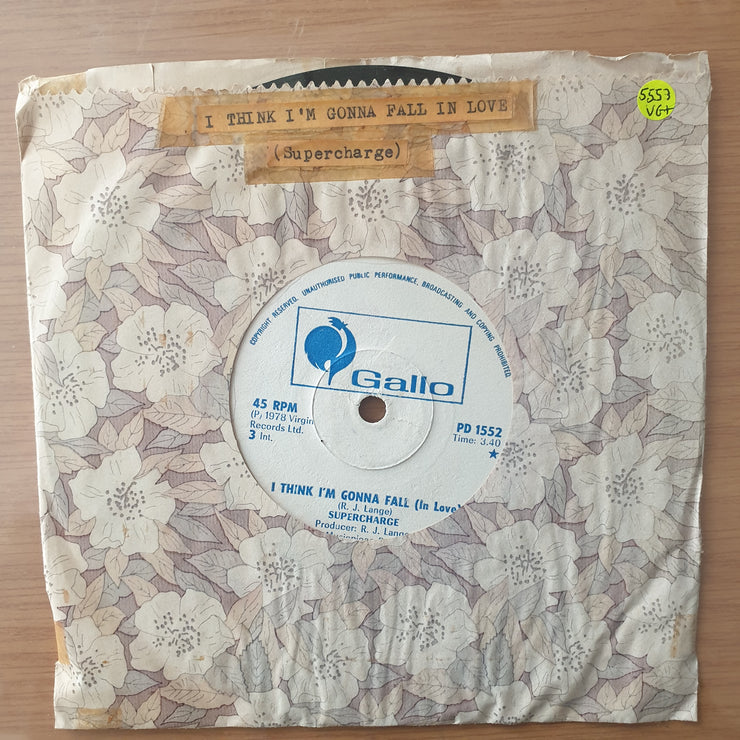 I THINK I'M GONNA FALL IN LOVE
(Supercharge)
5553
VG+
COPYRIGHT RESERVED. UNAUTHORISED PUBLIC PERFORMANCE, BROADCASTING AND COPYING PROHIBITED
Gallo
45 RPM
(P) 1978 Virgin
Records Ltd.
3 Int.
PD 1552
Time: 3.40
I THINK I'M GONNA FALL (In Love)
(R. J. Lange)
SUPERCHARGE
Producer: R. J. Lange